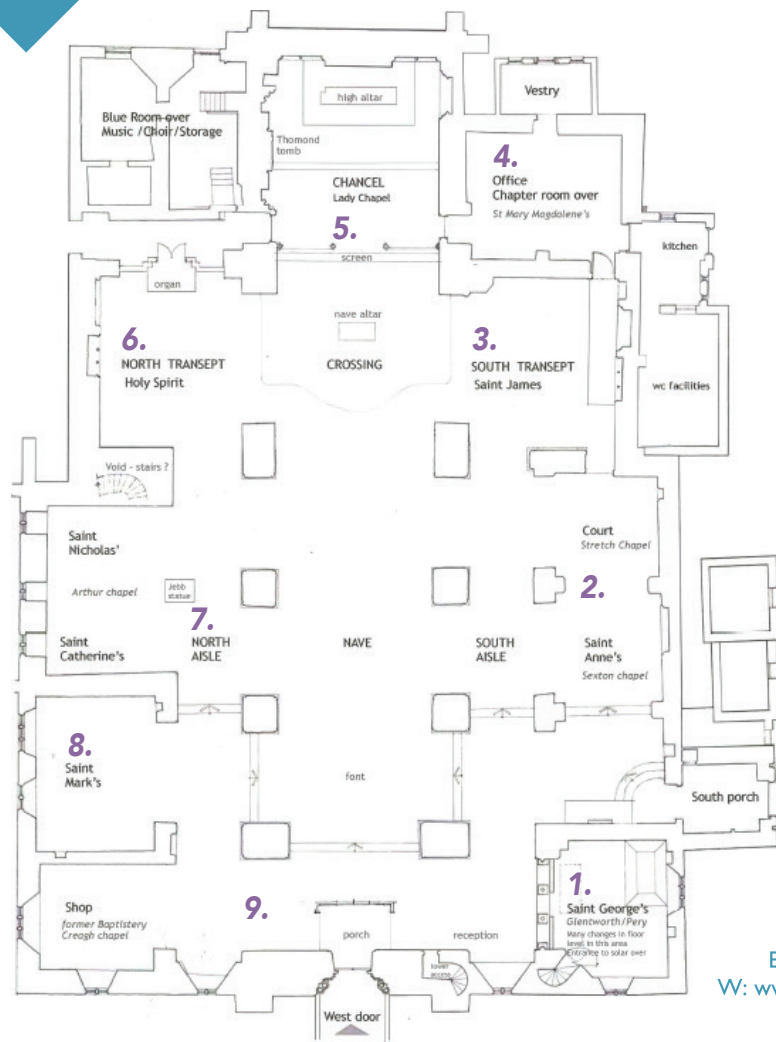 high altar
Vestry
Blue Room over
Music /Choir/Storage
Thomond
tomb
4.
Office
Chapter room over
St Mary Magdalene's
CHANCEL
Lady Chapel
5.
screen
kitchen
organ
nave altar
6.
NORTH TRANSEPT
Holy Spirit
CROSSING
3.
SOUTH TRANSEPT
Saint James
wc facilities
Void - stairs ?
Saint
Nicholas'
Court
Stretch Chapel
Arthur chapel
Jebb
statue
2.
7.
Saint
Catherine's
NORTH
AISLE
NAVE
SOUTH
AISLE
Saint
Anne's
Sexton chapel
8.
Saint
Mark's
font
South porch
1.
Saint George's
Glentworth/Pery
Many changes in floor
level in this area
Entrance to solar over
Shop
former Baptistery
Creagh chapel
9.
porch
reception
tower
access
West door
E
W: ww